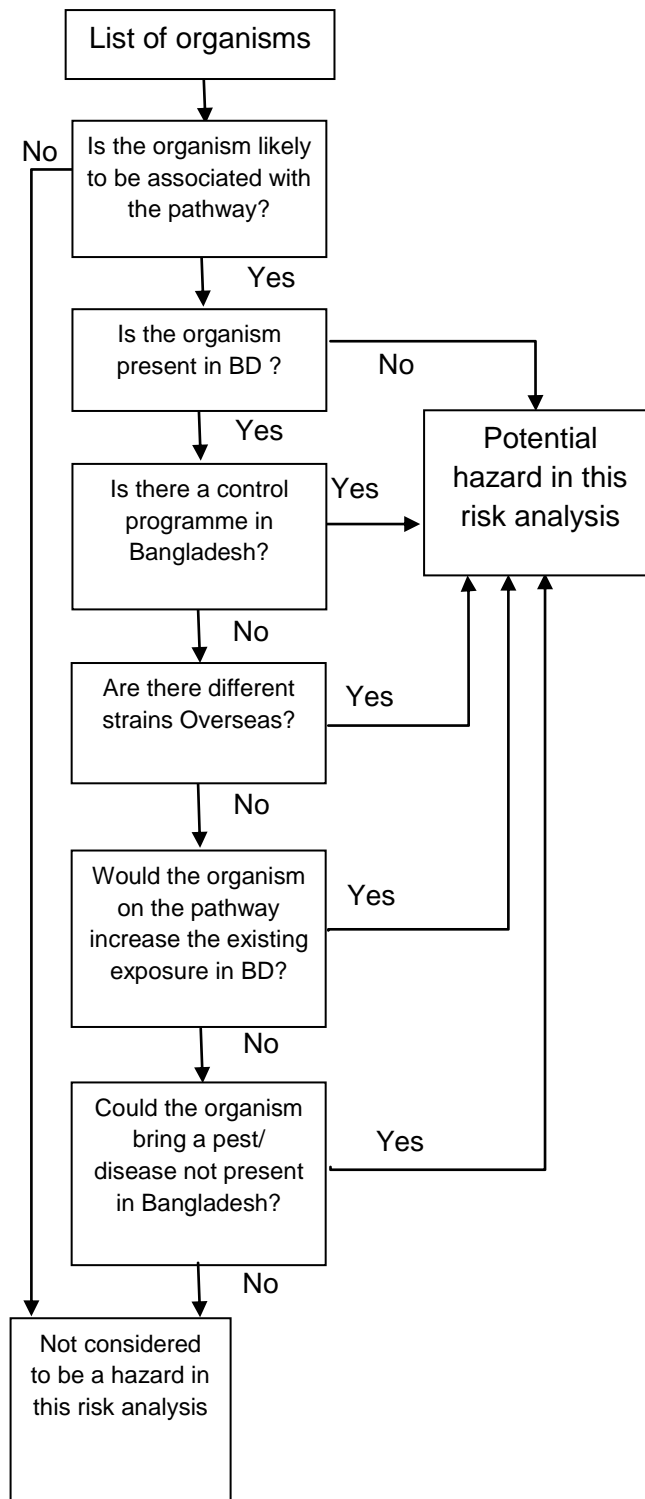 List of organisms
No
Is the organism likely
to be associated with
the pathway?
Yes
Is the organism
present in BD ?
No
Yes
Potential
hazard in this
risk analysis
Is there a control
programme in
Bangladesh?
Yes
No
Are there different
strains Overseas?
Yes
No
Would the organism
on the pathway
increase the existing
exposure in BD?
Yes
No
Could the organism
bring a pest/
disease not present
in Bangladesh?
Yes
No
Not considered
to be a hazard in
this risk analysis